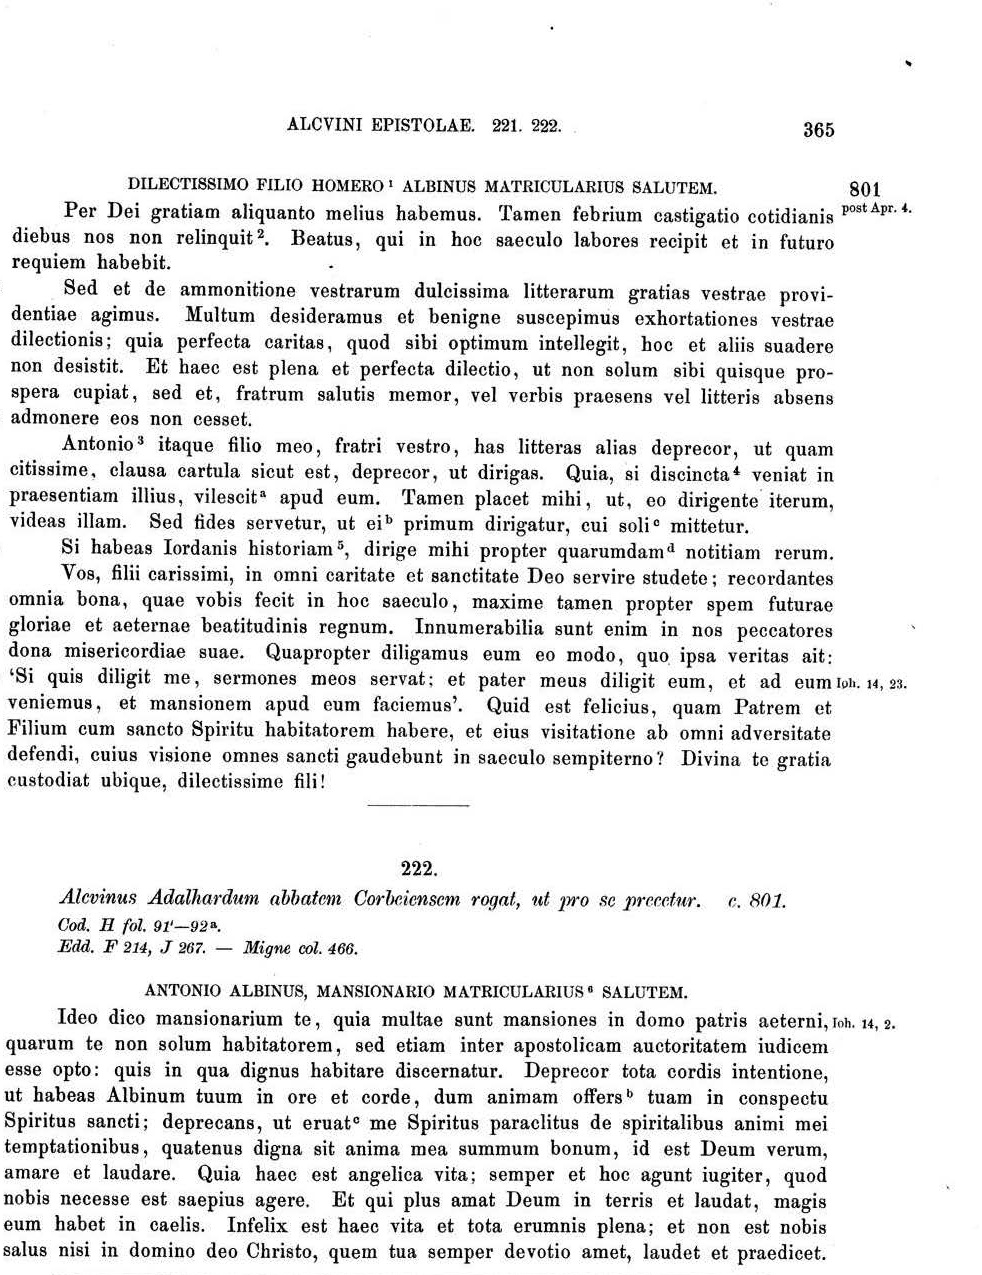 ALCVINI EPISTOLAE. 221. 222. 365
DILECTISSIMO FILIO HOMERO¹ ALBINUS MATRICULARIUS SALUTEM. 801
Per Dei gratiam aliquanto melius habemus. Tamen febrium castigatio cotidianis post Apr. 4.
diebus nos non relinquit². Beatus, qui in hoc saeculo labores recipit et in futuro
requiem habebit.
Sed et de ammonitione vestrarum dulcissima litterarum gratias vestrae provi-
dentiae agimus. Multum desideramus et benigne suscepimus exhortationes vestrae
dilectionis; quia perfecta caritas, quod sibi optimum intellegit, hoc et aliis suadere
non desistit. Et haec est plena et perfecta dilectio, ut non solum sibi quisque pro-
spera cupiat, sed et, fratrum salutis memor, vel verbis praesens vel litteris absens
admonere eos non cesset.
Antonio³ itaque filio meo, fratri vestro, has litteras alias deprecor, ut quam
citissime, clausa cartula sicut est, deprecor, ut dirigas. Quia, si discincta⁴ veniat in
praesentiam illius, vilescitᵃ apud eum. Tamen placet mihi, ut, eo dirigente iterum,
videas illam. Sed fides servetur, ut eiᵇ primum dirigatur, cui soliᶜ mittetur.
Si habeas Iordanis historiam⁵, dirige mihi propter quarumdamᵈ notitiam rerum.
Vos, filii carissimi, in omni caritate et sanctitate Deo servire studete; recordantes
omnia bona, quae vobis fecit in hoc saeculo, maxime tamen propter spem futurae
gloriae et aeternae beatitudinis regnum. Innumerabilia sunt enim in nos peccatores
dona misericordiae suae. Quapropter diligamus eum eo modo, quo ipsa veritas ait:
‘Si quis diligit me, sermones meos servat; et pater meus diligit eum, et ad eum Ioh. 14, 23.
veniemus, et mansionem apud eum faciemus’. Quid est felicius, quam Patrem et
Filium cum sancto Spiritu habitatorem habere, et eius visitatione ab omni adversitate
defendi, cuius visione omnes sancti gaudebunt in saeculo sempiterno? Divina te gratia
custodiat ubique, dilectissime fili!
222.
Alcvinus Adalhardum abbatem Corbeiensem rogat, ut pro se precetur. c. 801.
Cod. H fol. 91'—92ᵃ.
Edd. F 214, J 267. — Migne col. 466.
ANTONIO ALBINUS, MANSIONARIO MATRICULARIUS⁶ SALUTEM.
Ideo dico mansionarium te, quia multae sunt mansiones in domo patris aeterni, Ioh. 14, 2.
quarum te non solum habitatorem, sed etiam inter apostolicam auctoritatem iudicem
esse opto: quis in qua dignus habitare discernatur. Deprecor tota cordis intentione,
ut habeas Albinum tuum in ore et corde, dum animam offersᵇ tuam in conspectu
Spiritus sancti; deprecans, ut eruatᶜ me Spiritus paraclitus de spiritalibus animi mei
temptationibus, quatenus digna sit anima mea summum bonum, id est Deum verum,
amare et laudare. Quia haec est angelica vita; semper et hoc agunt iugiter, quod
nobis necesse est saepius agere. Et qui plus amat Deum in terris et laudat, magis
eum habet in caelis. Infelix est haec vita et tota erumnis plena; et non est nobis
salus nisi in domino deo Christo, quem tua semper devotio amet, laudet et praedicet.